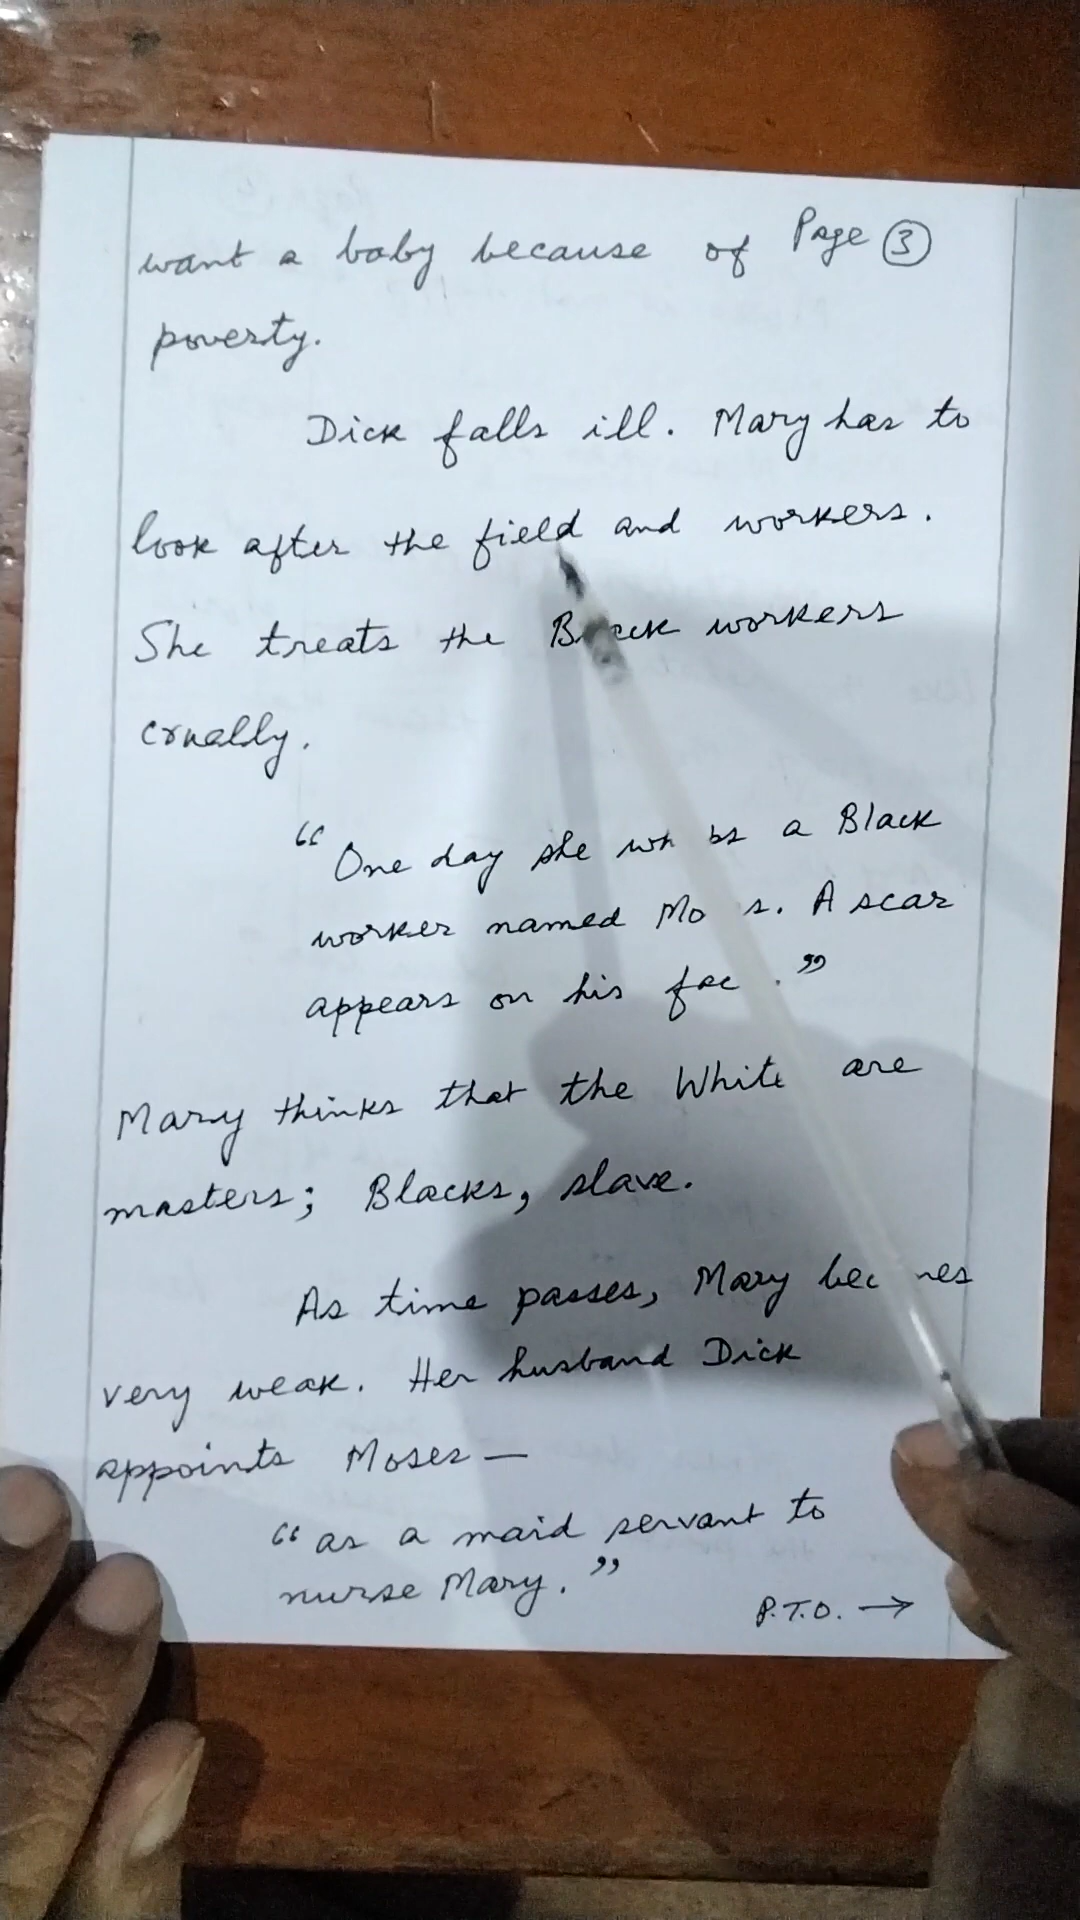 Page 3
want a baby because of
poverty.
Dick falls ill. Mary has to
look after the field and workers.
She treats the Black workers
crually.
"One day she a Black
worker named. A scar
appears on his."
Mary thinks that the White are
masters; Blacks, slave.
As time passes, Mary becomes
very weak. Her husband Dick
appoints Moses —
"as a maid servant to
nurse Mary."
P.T.O. →